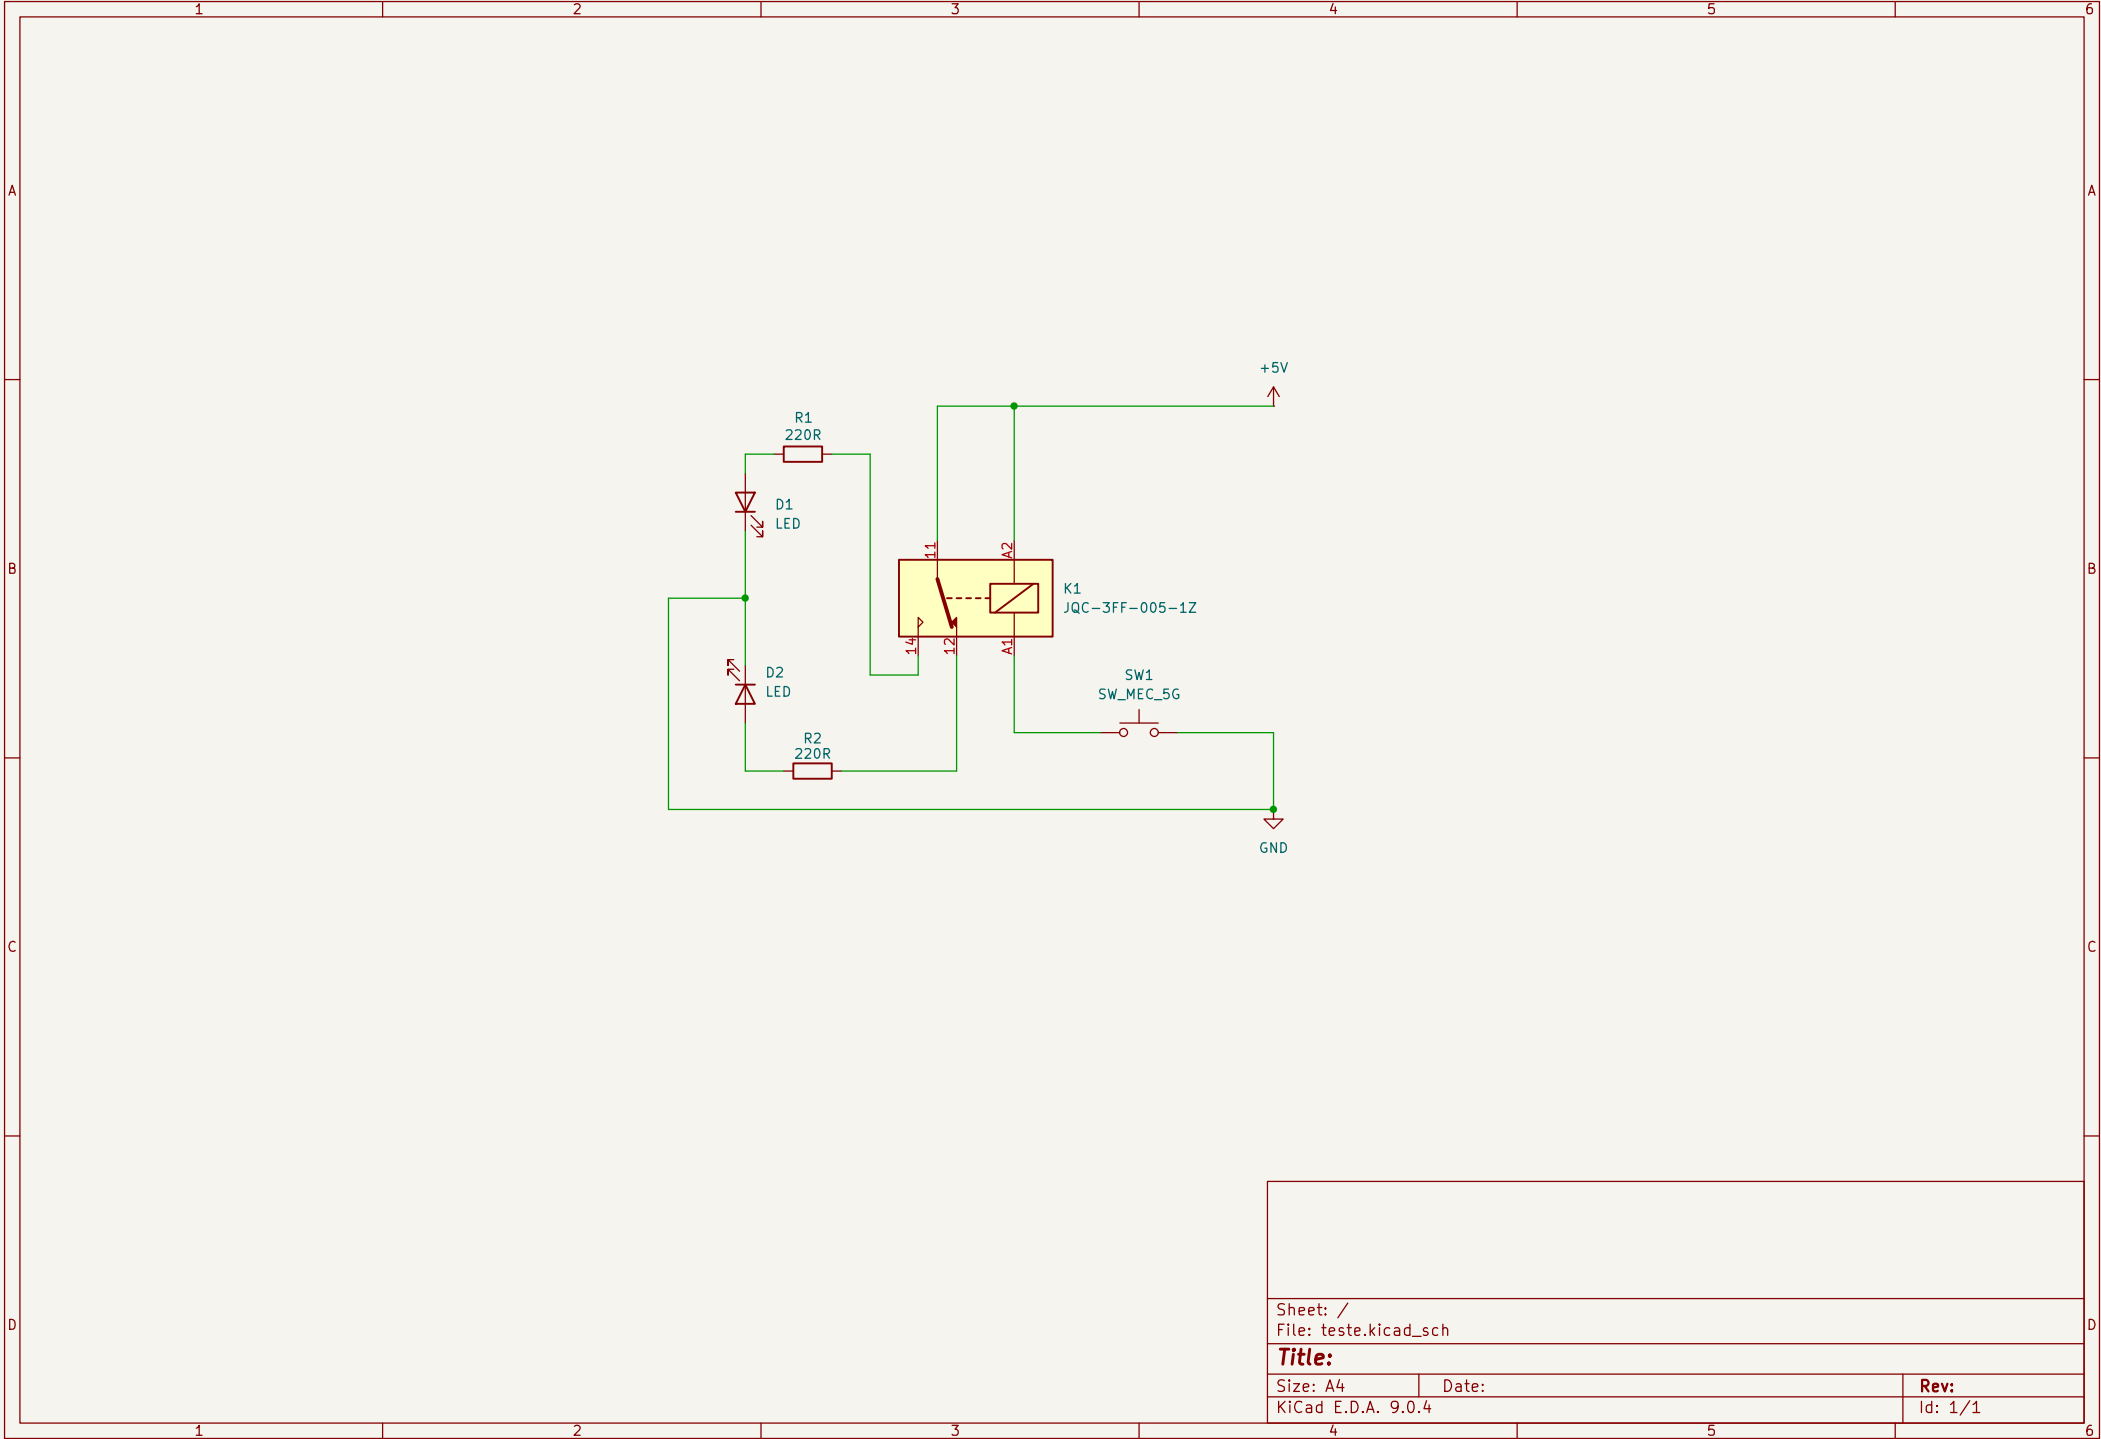 1 2 3 4 5 6
A A
+5V
R1
220R
D1
LED
11
A2
B B
K1
JQC-3FF-005-1Z
14
12
A1
D2
LED
SW1
SW_MEC_5G
R2
220R
GND
C C
D D
Sheet: /
File: teste.kicad_sch
Title:
Size: A4 Date: Rev:
KiCad E.D.A. 9.0.4 Id: 1/1
1 2 3 4 5 6